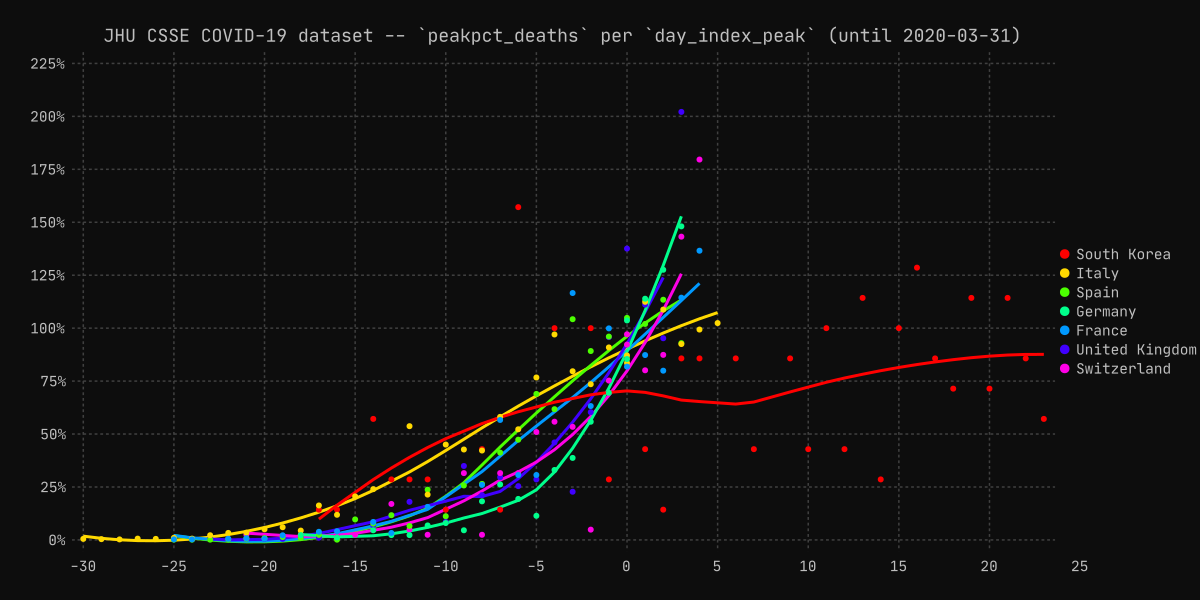 JHU CSSE COVID-19 dataset -- `peakpct_deaths` per `day_index_peak` (until 2020-03-31)
225%
200%
175%
150%
125%
100%
75%
50%
25%
0%
-30
-25
-20
-15
-10
-5
0
5
10
15
20
25
South Korea
Italy
Spain
Germany
France
United Kingdom
Switzerland